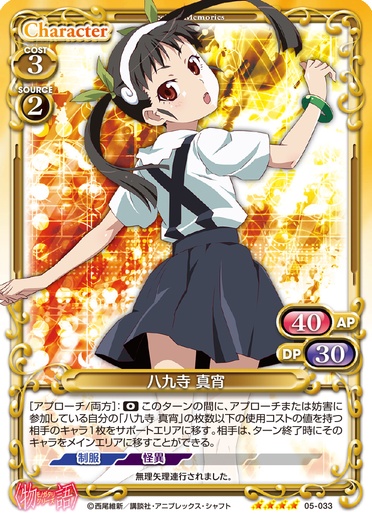 Character
Memories
COST
3
SOURCE
2
40 AP
DP 30
八九寺 真宵
[アプローチ/両方]:0このターンの間に、アプローチまたは妨害に
参加している自分の「八九寺 真宵」の枚数以下の使用コストの値を持つ
相手のキャラ1枚をサポートエリアに移す。相手は、ターン終了時にその
キャラをメインエリアに移すことができる。
制服 怪異
無理矢理連行されました。
物語
©西尾維新/講談社・アニプレックス・シャフト
05-033